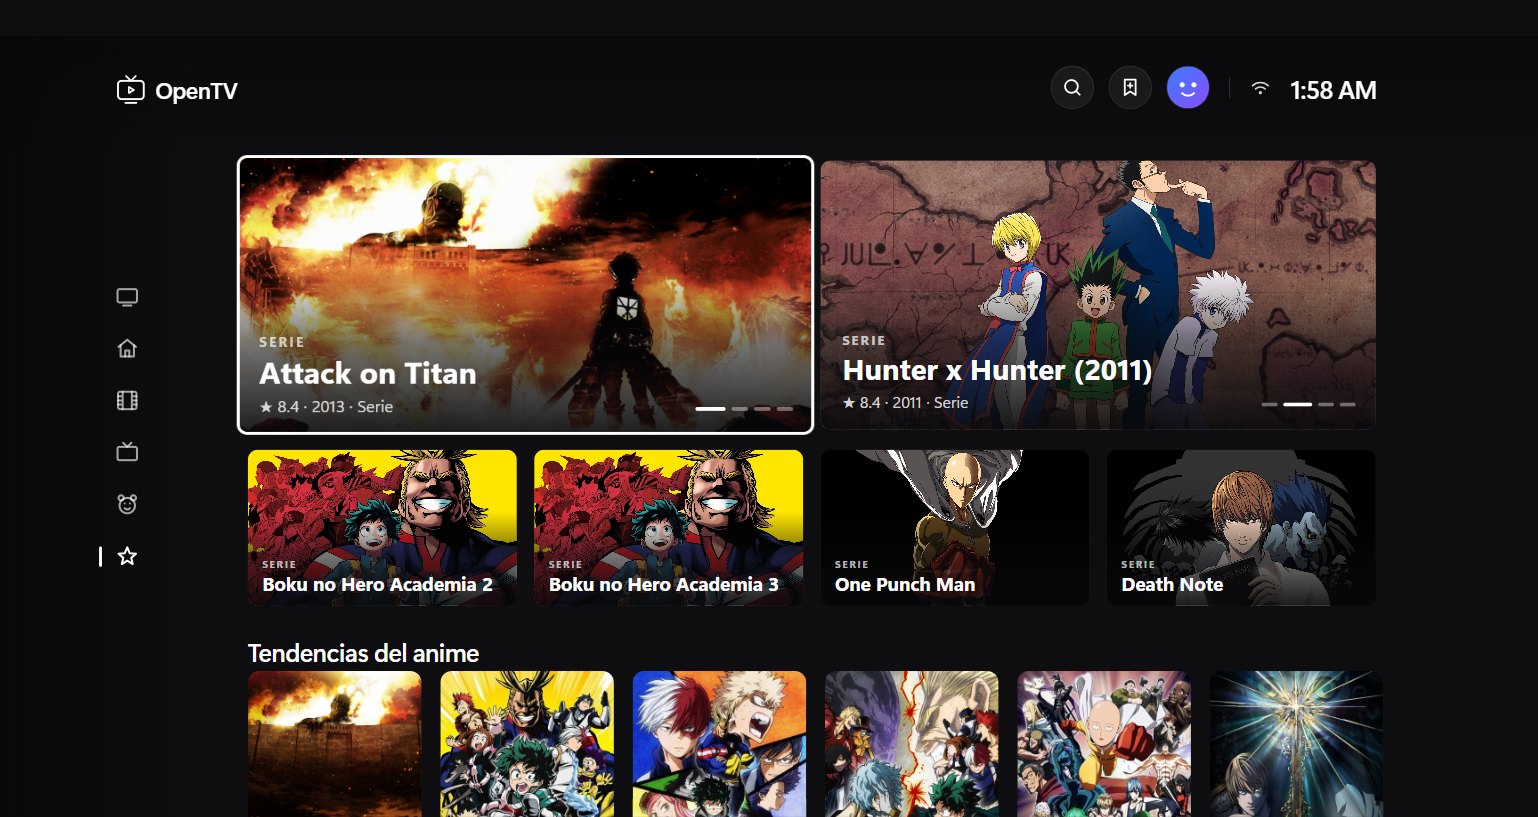 OpenTV
1:58 AM
SERIE
Attack on Titan
★ 8.4 · 2013 · Serie
SERIE
Hunter x Hunter (2011)
★ 8.4 · 2011 · Serie
SERIE
Boku no Hero Academia 2
SERIE
Boku no Hero Academia 3
SERIE
One Punch Man
SERIE
Death Note
Tendencias del anime